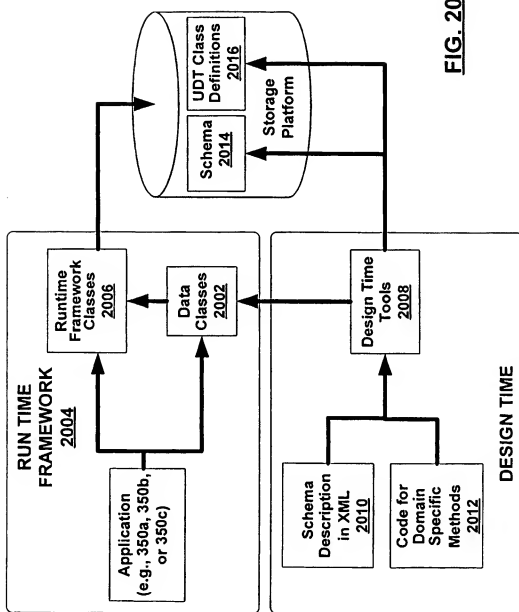 RUN TIME
FRAMEWORK
2004
Application
(e.g., 350a, 350b,
or 350c)
Runtime
Framework
Classes
2006
Data
Classes
2002
Schema
2014
UDT Class
Definitions
2016
Storage
Platform
Schema
Description
in XML
2010
Code for
Domain
Specific
Methods
2012
Design Time
Tools
2008
DESIGN TIME
FIG. 20